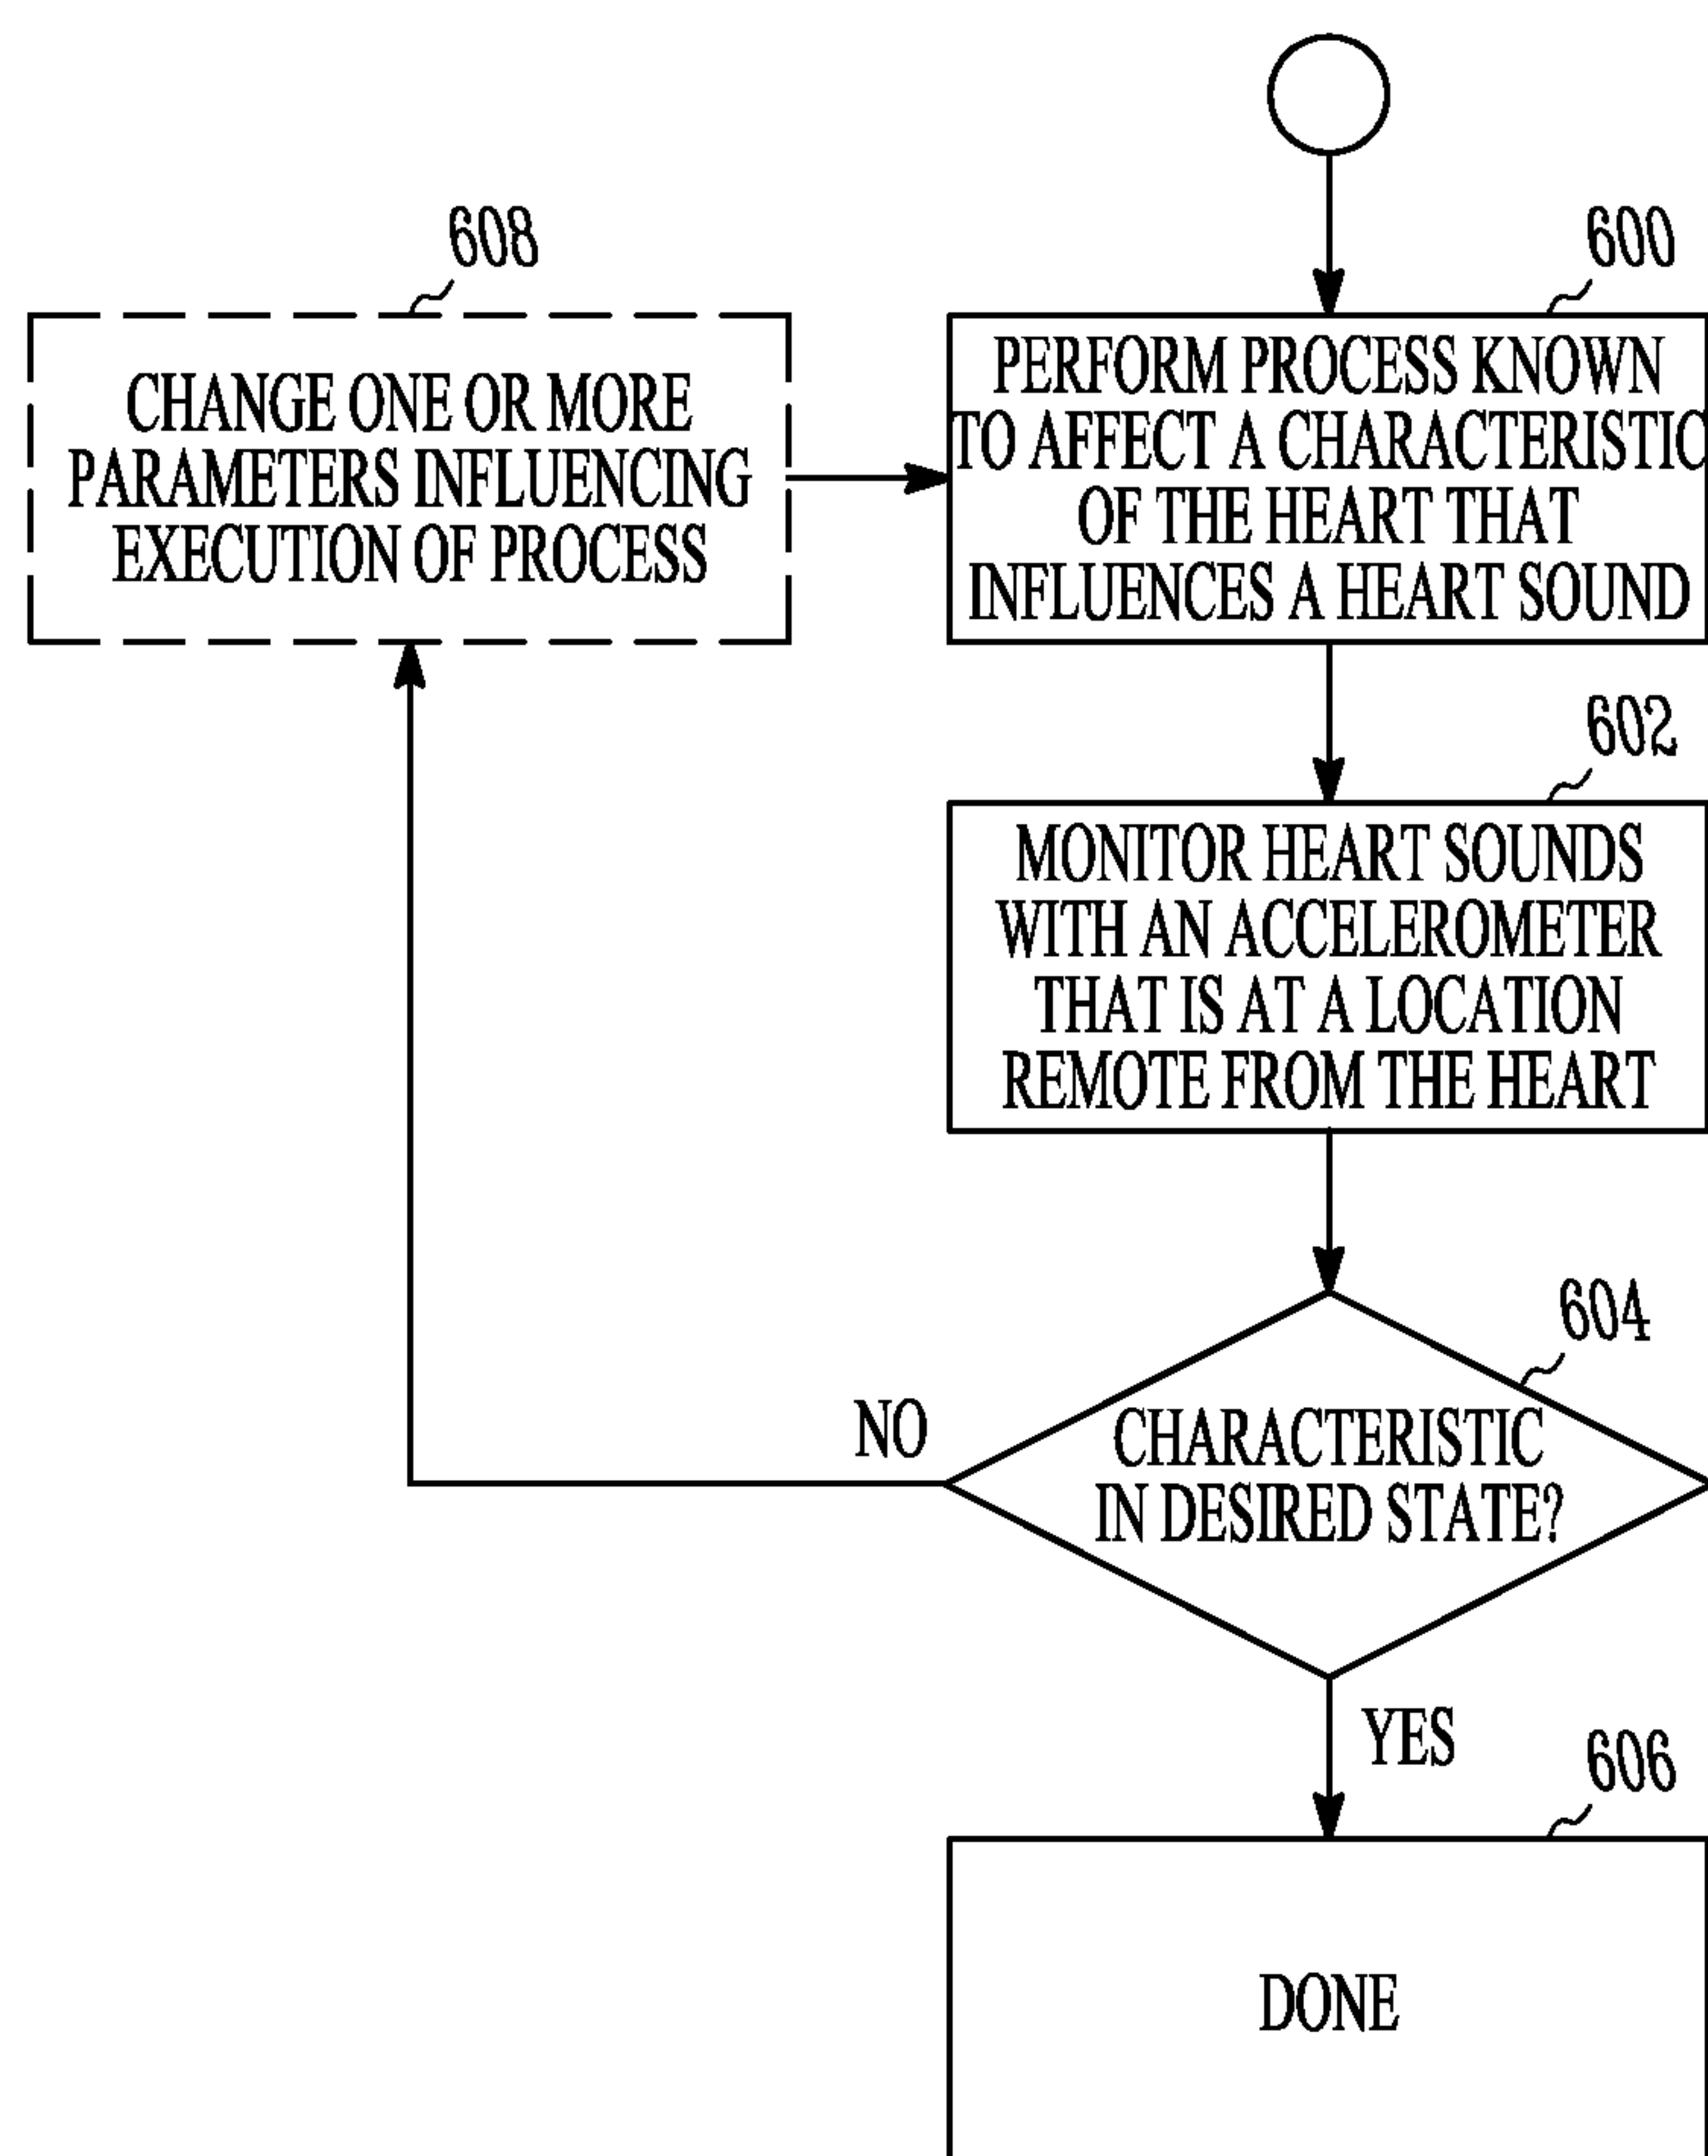 600
PERFORM PROCESS KNOWN
TO AFFECT A CHARACTERISTIC
OF THE HEART THAT
INFLUENCES A HEART SOUND
608
CHANGE ONE OR MORE
PARAMETERS INFLUENCING
EXECUTION OF PROCESS
602
MONITOR HEART SOUNDS
WITH AN ACCELEROMETER
THAT IS AT A LOCATION
REMOTE FROM THE HEART
604
CHARACTERISTIC
IN DESIRED STATE?
NO
YES
606
DONE